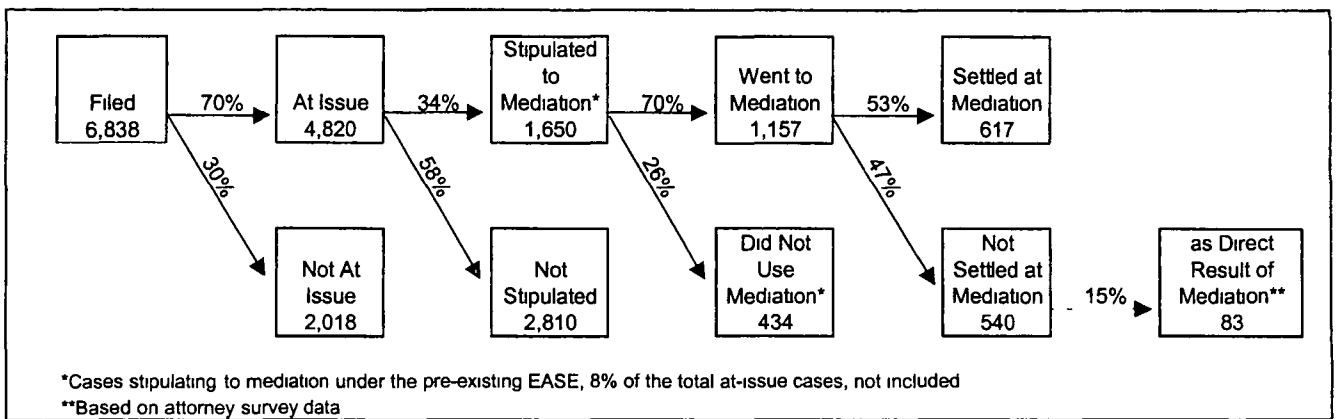 Filed
6,838
70%
30%
At Issue
4,820
34%
58%
Stipulated
to
Mediation*
1,650
70%
26%
Went to
Mediation
1,157
53%
47%
Settled at
Mediation
617
Not At
Issue
2,018
Not
Stipulated
2,810
Did Not
Use
Mediation*
434
Not
Settled at
Mediation
540
15%
as Direct
Result of
Mediation**
83
*Cases stipulating to mediation under the pre-existing EASE, 8% of the total at-issue cases, not included
**Based on attorney survey data